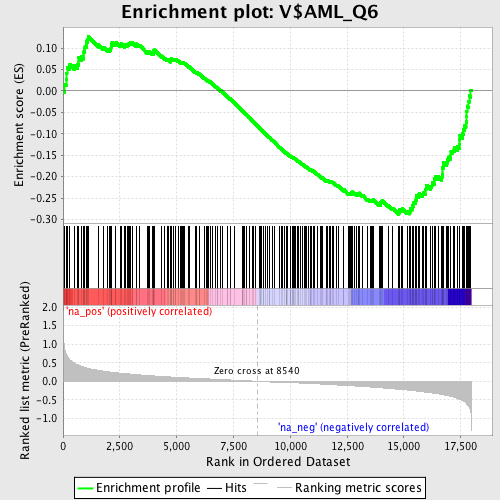 Enrichment plot: V$AML_Q6
Enrichment score (ES)
0.10
0.05
0.00
-0.05
-0.10
-0.15
-0.20
-0.25
-0.30
'na_pos' (positively correlated)
Ranked list metric (PreRanked)
2.0
1.5
1.0
0.5
0.0
-0.5
-1.0
Zero cross at 8540
'na_neg' (negatively correlated)
0 2,500 5,000 7,500 10,000 12,500 15,000 17,500
Rank in Ordered Dataset
Enrichment profile Hits Ranking metric scores